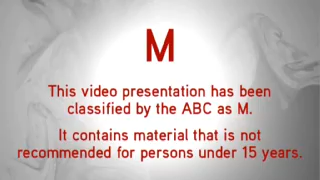 M
This video presentation has been
classified by the ABC as M.
It contains material that is not
recommended for persons under 15 years.